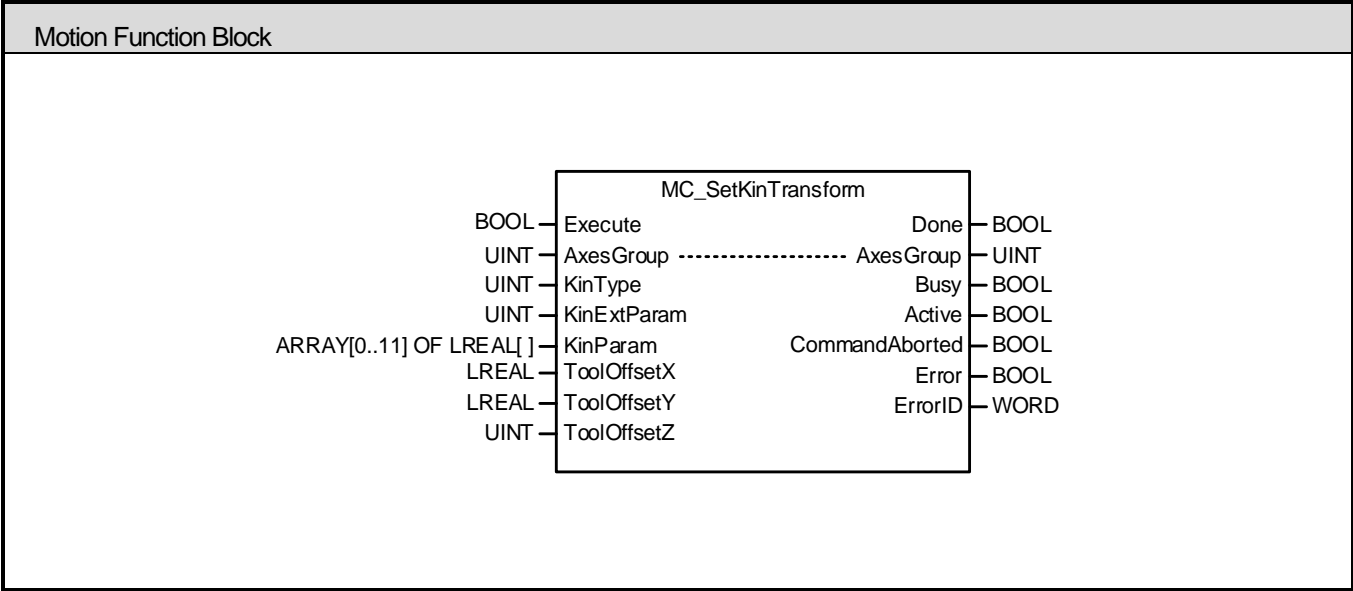 Motion Function Block
MC_SetKinTransform
BOOL Execute Done BOOL
UINT AxesGroup AxesGroup UINT
UINT KinType Busy BOOL
UINT KinExtParam Active BOOL
ARRAY[0..11] OF LREAL[ ] KinParam CommandAborted BOOL
LREAL ToolOffsetX Error BOOL
LREAL ToolOffsetY ErrorID WORD
UINT ToolOffsetZ